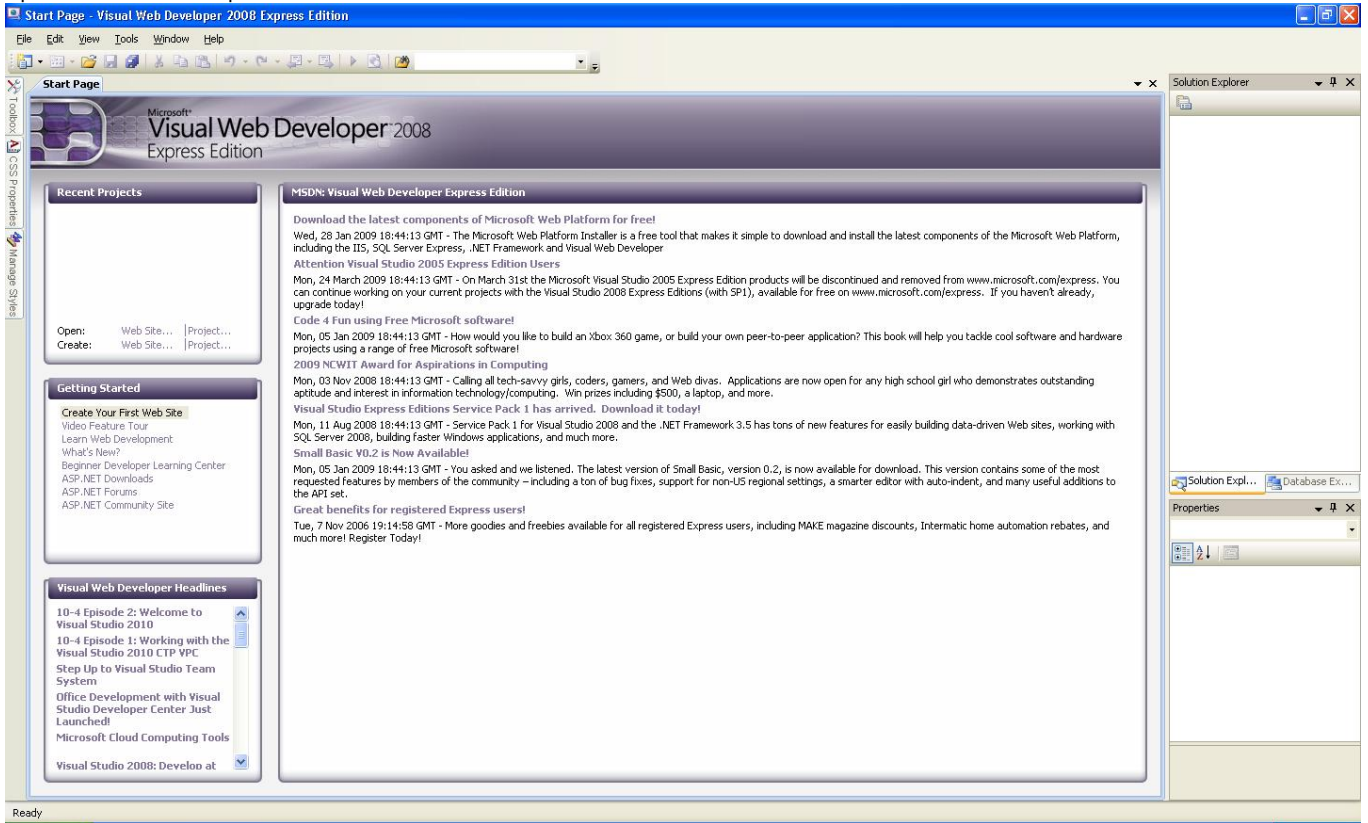 Start Page - Visual Web Developer 2008 Express Edition
File Edit View Tools Window Help
Toolbox
CSS Properties
Manage Styles
Start Page
Microsoft®
Visual Web Developer 2008
Express Edition
Recent Projects
Open: Web Site... Project...
Create: Web Site... Project...
Getting Started
Create Your First Web Site
Video Feature Tour
Learn Web Development
What's New?
Beginner Developer Learning Center
ASP.NET Downloads
ASP.NET Forums
ASP.NET Community Site
Visual Web Developer Headlines
10-4 Episode 2: Welcome to
Visual Studio 2010
10-4 Episode 1: Working with the
Visual Studio 2010 CTP VPC
Step Up to Visual Studio Team
System
Office Development with Visual
Studio Developer Center Just
Launched!
Microsoft Cloud Computing Tools
Visual Studio 2008: Develop at
MSDN: Visual Web Developer Express Edition
Download the latest components of Microsoft Web Platform for free!
Wed, 28 Jan 2009 18:44:13 GMT - The Microsoft Web Platform Installer is a free tool that makes it simple to download and install the latest components of the Microsoft Web Platform,
including the IIS, SQL Server Express, .NET Framework and Visual Web Developer
Attention Visual Studio 2005 Express Edition Users
Mon, 24 March 2009 18:44:13 GMT - On March 31st the Microsoft Visual Studio 2005 Express Edition products will be discontinued and removed from www.microsoft.com/express. You
can continue working on your current projects with the Visual Studio 2008 Express Editions (with SP1), available for free on www.microsoft.com/express. If you haven't already,
upgrade today!
Code 4 Fun using Free Microsoft software!
Mon, 05 Jan 2009 18:44:13 GMT - How would you like to build an Xbox 360 game, or build your own peer-to-peer application? This book will help you tackle cool software and hardware
projects using a range of free Microsoft software!
2009 NCWIT Award for Aspirations in Computing
Mon, 03 Nov 2008 18:44:13 GMT - Calling all tech-savvy girls, coders, gamers, and Web divas. Applications are now open for any high school girl who demonstrates outstanding
aptitude and interest in information technology/computing. Win prizes including $500, a laptop, and more.
Visual Studio Express Editions Service Pack 1 has arrived. Download it today!
Mon, 11 Aug 2008 18:44:13 GMT - Service Pack 1 for Visual Studio 2008 and the .NET Framework 3.5 has tons of new features for easily building data-driven Web sites, working with
SQL Server 2008, building faster Windows applications, and much more.
Small Basic V0.2 is Now Available!
Mon, 05 Jan 2009 18:44:13 GMT - You asked and we listened. The latest version of Small Basic, version 0.2, is now available for download. This version contains some of the most
requested features by members of the community – including a ton of bug fixes, support for non-US regional settings, a smarter editor with auto-indent, and many useful additions to
the API set.
Great benefits for registered Express users!
Tue, 7 Nov 2006 19:14:58 GMT - More goodies and freebies available for all registered Express users, including MAKE magazine discounts, Intermatic home automation rebates, and
much more! Register Today!
Solution Explorer
Solution Expl... Database Ex...
Properties
Ready